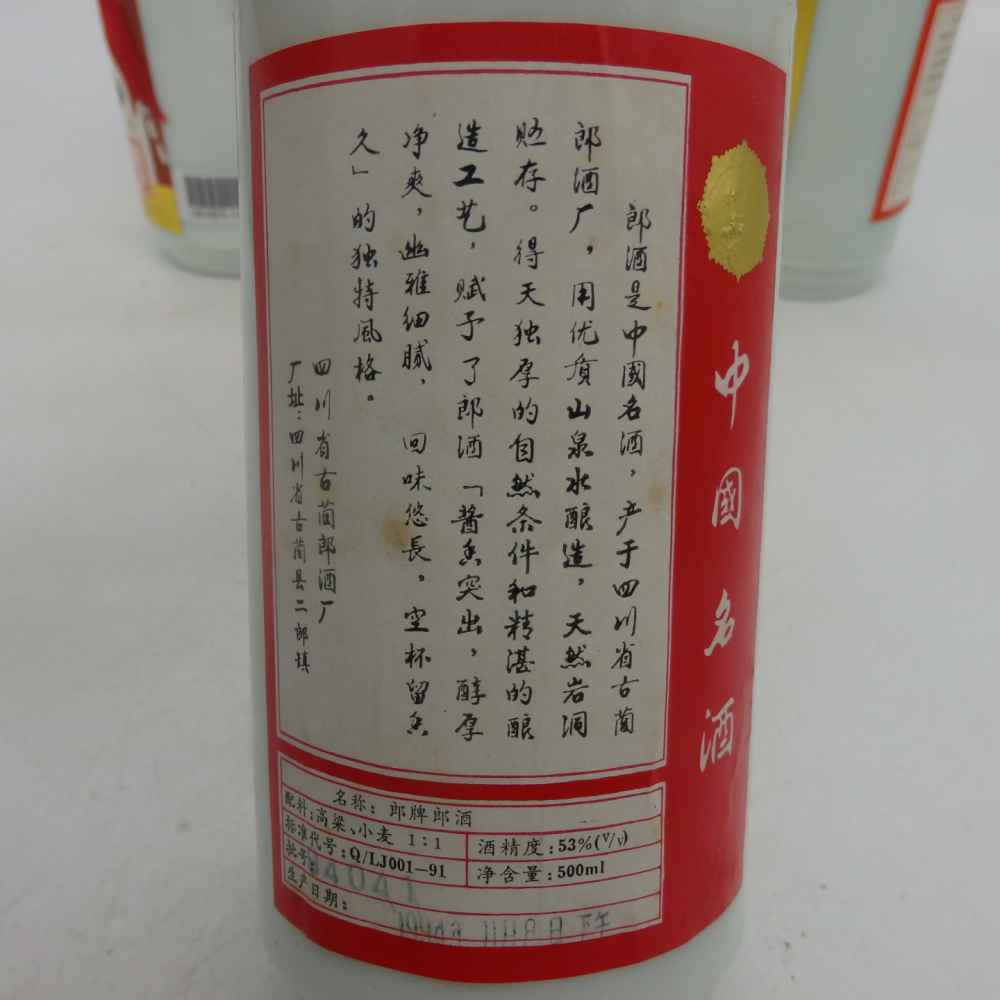 郎酒是中國名酒，产于四川省古蔺
郎酒厂，用优质山泉水酿造，天然岩洞
贮存。得天独厚的自然条件和精湛的酿
造工艺，赋予了郎酒「醬香突出，醇厚
净爽，幽雅细腻，回味悠長，空杯留香
久」的独特風格。
四川省古蔺郎酒厂
厂址：四川省古蔺县二郎镇
中國名酒
名称：郎牌郎酒
配料：高粱、小麦 1:1
酒精度：53%(V/V)
标准代号：Q/LJ001—91
净含量：500ml
批号：
生产日期：